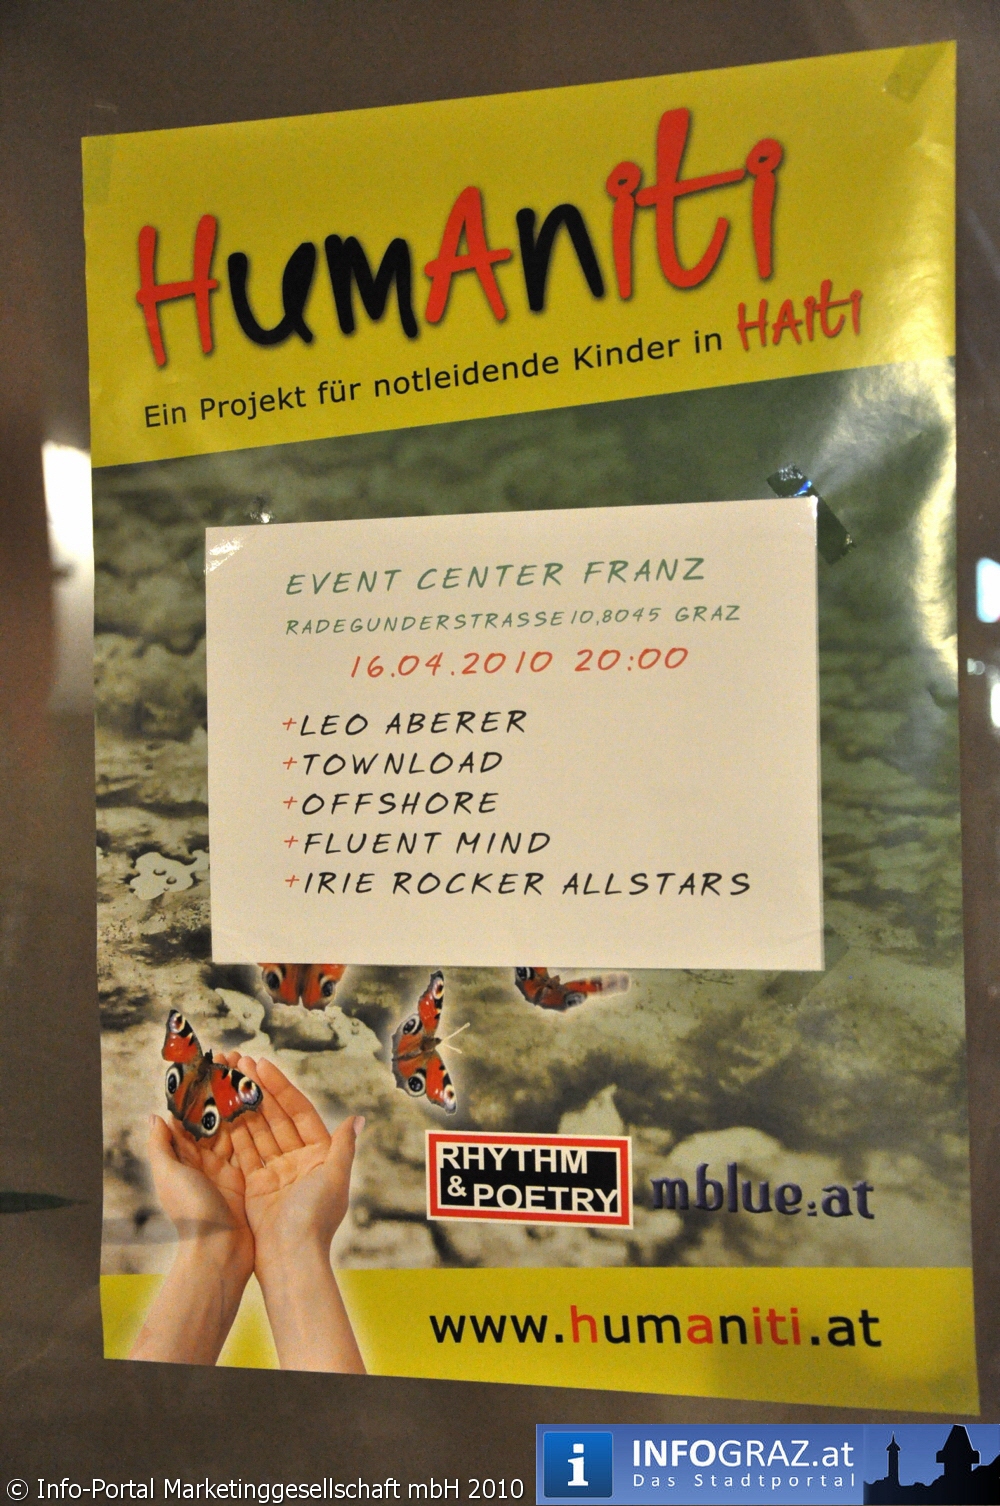 HumAniti
Ein Projekt für notleidende Kinder in HAiti
EVENT CENTER FRANZ
RADEGUNDERSTRASSE 10, 8045 GRAZ
16.04.2010 20:00
+LEO ABERER
+TOWNLOAD
+OFFSHORE
+FLUENT MIND
+IRIE ROCKER ALLSTARS
RHYTHM
& POETRY
mblue.at
www.humaniti.at
INFOGRAZ.at
Das Stadtportal
© Info-Portal Marketinggesellschaft mbH 2010